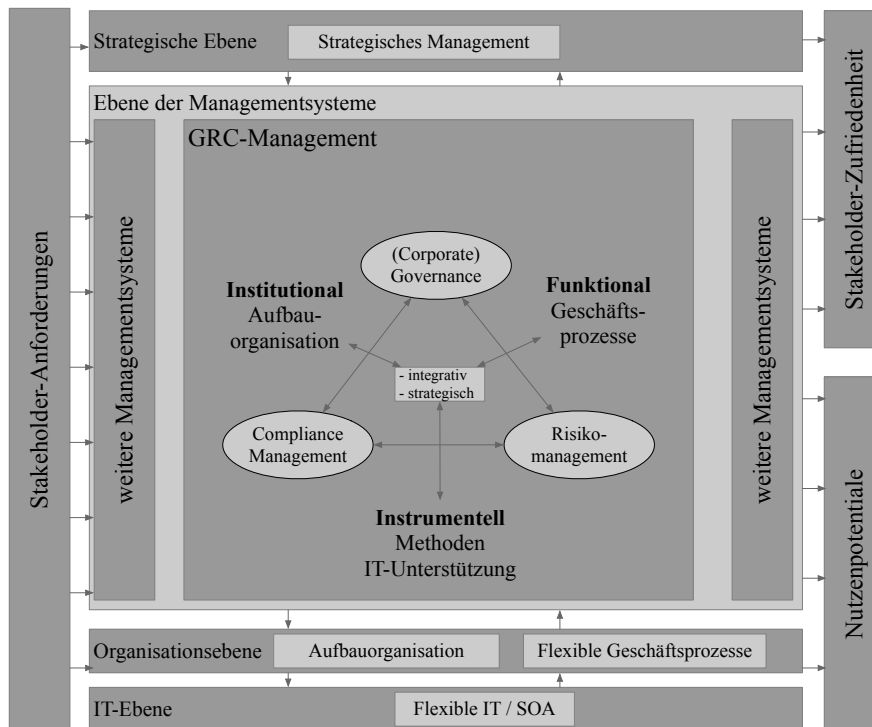 Stakeholder-Anforderungen
Strategische Ebene
Strategisches Management
Ebene der Managementsysteme
weitere Managementsysteme
GRC-Management
(Corporate)
Governance
Institutional
Aufbau-
organisation
Funktional
Geschäfts-
prozesse
- integrativ
- strategisch
Compliance
Management
Risiko-
management
Instrumentell
Methoden
IT-Unterstützung
weitere Managementsysteme
Organisationsebene
Aufbauorganisation
Flexible Geschäftsprozesse
IT-Ebene
Flexible IT / SOA
Stakeholder-Zufriedenheit
Nutzenpotentiale